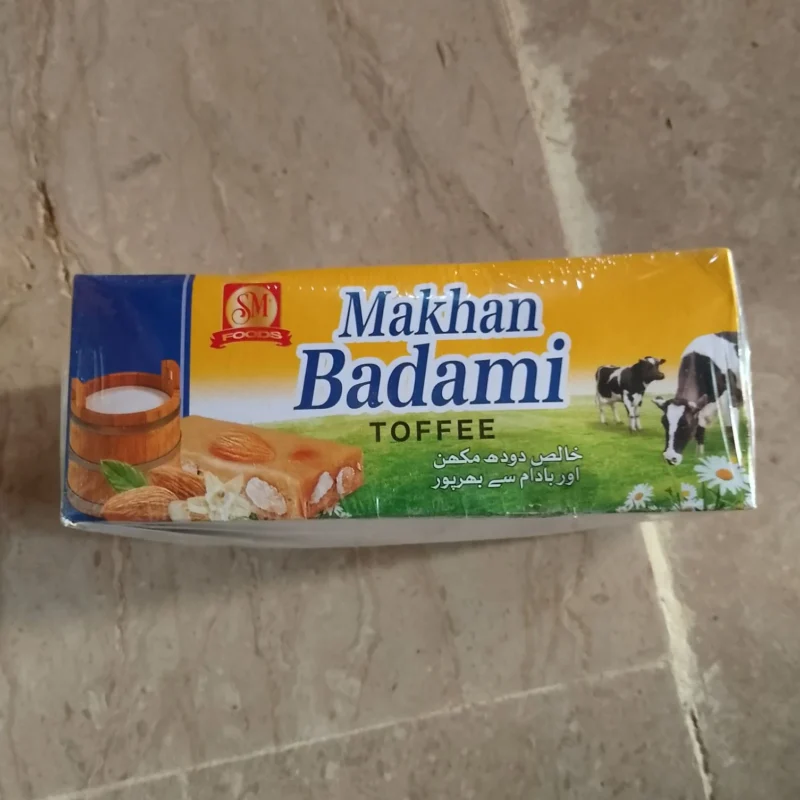 SM
FOODS
Makhan
Badami
TOFFEE
خالص دودھ مکھن
اور بادام سے بھرپور